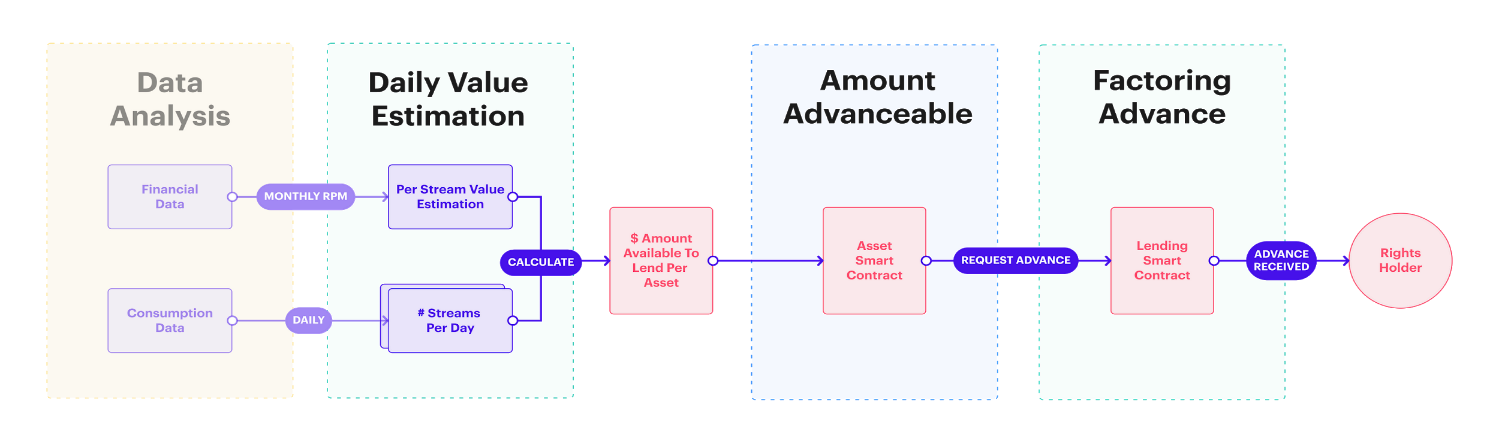 Data
Analysis
Financial
Data
MONTHLY RPM
Consumption
Data
DAILY
Daily Value
Estimation
Per Stream Value
Estimation
# Streams
Per Day
CALCULATE
$ Amount
Available To
Lend Per
Asset
Amount
Advanceable
Asset
Smart
Contract
REQUEST ADVANCE
Factoring
Advance
Lending
Smart
Contract
ADVANCE
RECEIVED
Rights
Holder